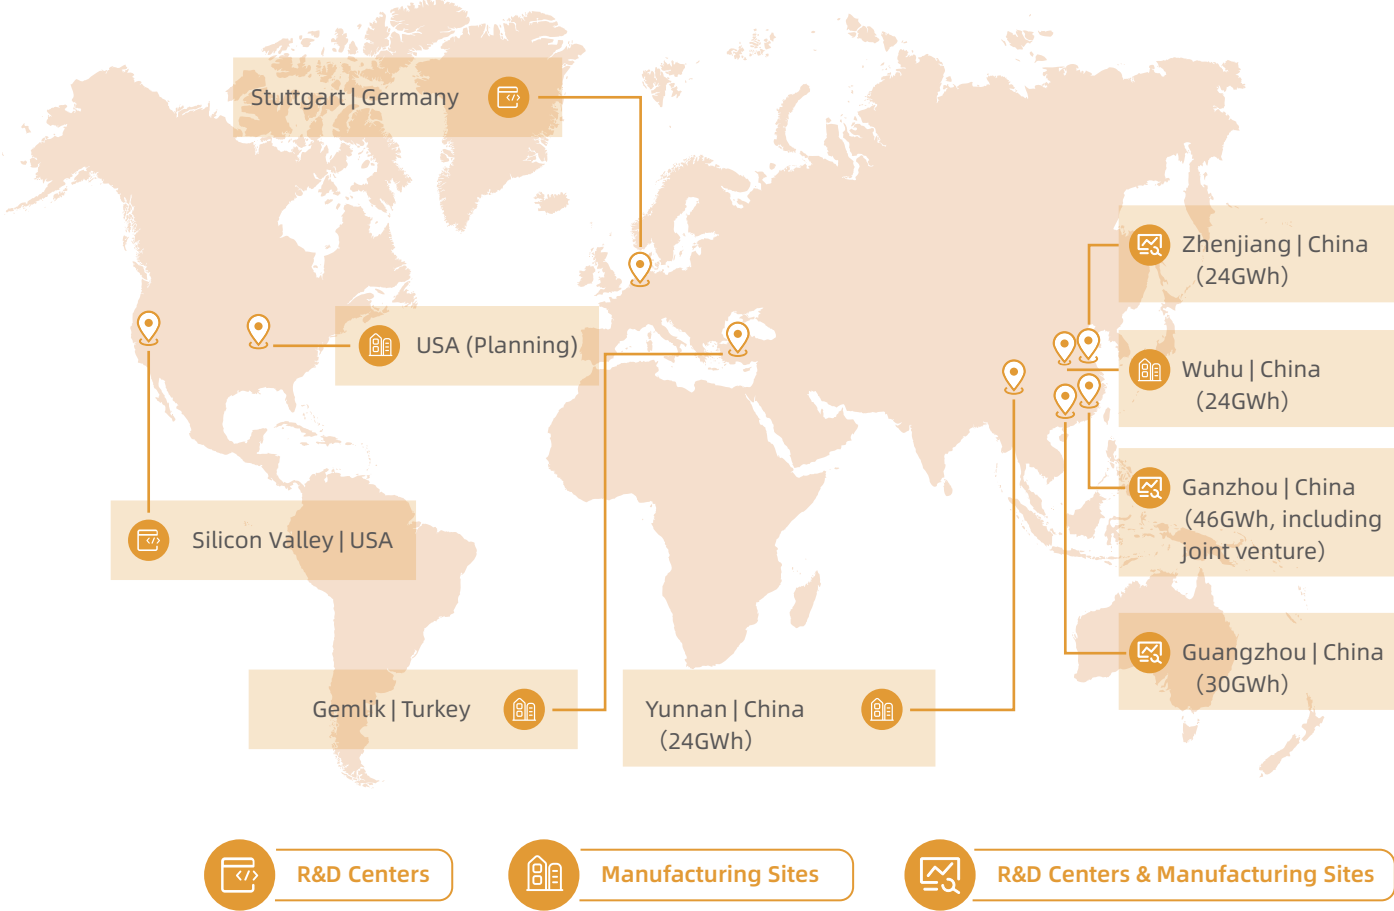 Stuttgart | Germany
USA (Planning)
Silicon Valley | USA
Gemlik | Turkey
Yunnan | China
(24GWh)
Zhenjiang | China
(24GWh)
Wuhu | China
(24GWh)
Ganzhou | China
(46GWh, including
joint venture)
Guangzhou | China
(30GWh)
R&D Centers
Manufacturing Sites
R&D Centers & Manufacturing Sites